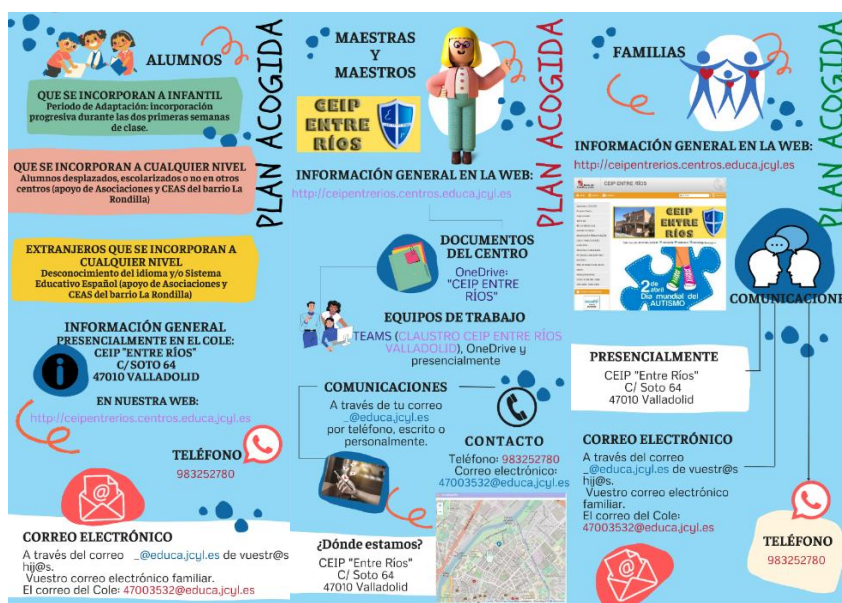 ALUMNOS
QUE SE INCORPORAN A INFANTIL
Periodo de Adaptación: incorporación
progresiva durante las dos primeras semanas
de clase.
QUE SE INCORPORAN A CUALQUIER NIVEL
Alumnos desplazados, escolarizados o no en otros
centros (apoyo de Asociaciones y CEAS del barrio La
Rondilla)
EXTRANJEROS QUE SE INCORPORAN A
CUALQUIER NIVEL
Desconocimiento del idioma y/o Sistema
Educativo Español (apoyo de Asociaciones y
CEAS del barrio La Rondilla)
INFORMACIÓN GENERAL
PRESENCIALMENTE EN EL COLE:
CEIP "ENTRE RÍOS"
C/ SOTO 64
47010 VALLADOLID
EN NUESTRA WEB:
http://ceipentrerios.centros.educa.jcyl.es
TELÉFONO
983252780
CORREO ELECTRÓNICO
A través del correo _@educa.jcyl.es de vuestr@s
hij@s.
Vuestro correo electrónico familiar.
El correo del Cole: 47003532@educa.jcyl.es
PLAN ACOGIDA
MAESTRAS
Y
MAESTROS
CEIP
ENTRE
RÍOS
INFORMACIÓN GENERAL EN LA WEB:
http://ceipentrerios.centros.educa.jcyl.es
DOCUMENTOS
DEL CENTRO
OneDrive:
"CEIP ENTRE
RÍOS"
EQUIPOS DE TRABAJO
TEAMS (CLAUSTRO CEIP ENTRE RÍOS
VALLADOLID), OneDrive y
presencialmente
COMUNICACIONES
A través de tu correo
_@educa.jcyl.es
por teléfono, escrito o
personalmente.
CONTACTO
Teléfono: 983252780
Correo electrónico:
47003532@educa.jcyl.es
¿Dónde estamos?
CEIP "Entre Ríos"
C/ Soto 64
47010 Valladolid
PLAN ACOGIDA
FAMILIAS
INFORMACIÓN GENERAL EN LA WEB:
http://ceipentrerios.centros.educa.jcyl.es
CEIP ENTRE RÍOS
CEIP
ENTRE
RÍOS
2 de
abril
Día mundial del
AUTISMO
COMUNICACIONE
PRESENCIALMENTE
CEIP "Entre Ríos"
C/ Soto 64
47010 Valladolid
CORREO ELECTRÓNICO
A través del correo
_@educa.jcyl.es de vuestr@s
hij@s.
Vuestro correo electrónico
familiar.
El correo del Cole:
47003532@educa.jcyl.es
TELÉFONO
983252780
PLAN ACOGIDA